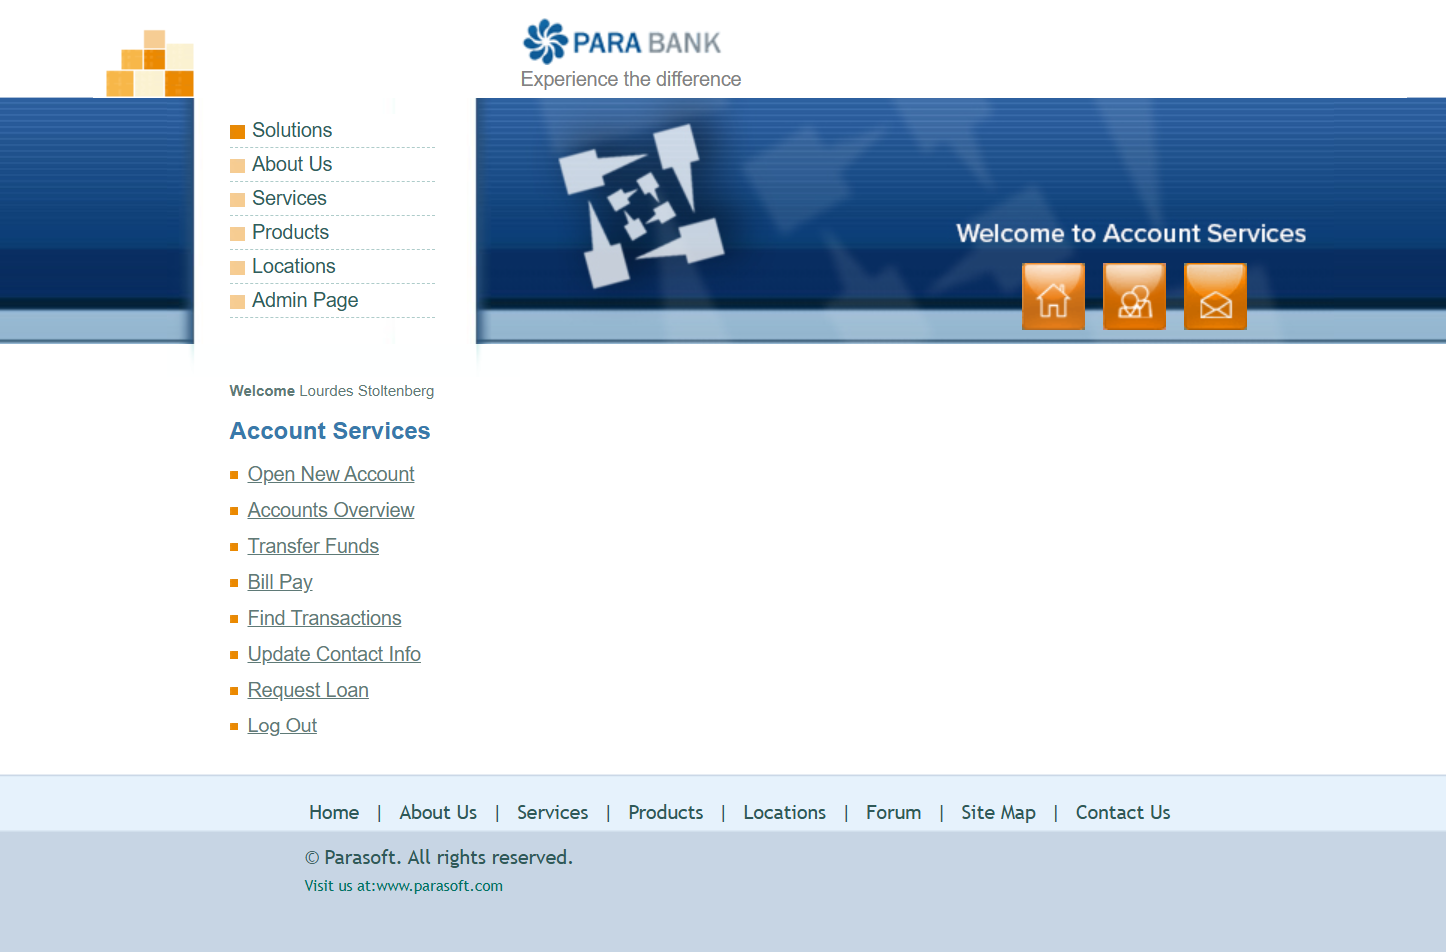 PARA BANK
Experience the difference
Solutions
About Us
Services
Products
Locations
Admin Page
Welcome to Account Services
Welcome Lourdes Stoltenberg
Account Services
Open New Account
Accounts Overview
Transfer Funds
Bill Pay
Find Transactions
Update Contact Info
Request Loan
Log Out
Home | About Us | Services | Products | Locations | Forum | Site Map | Contact Us
© Parasoft. All rights reserved.
Visit us at:www.parasoft.com